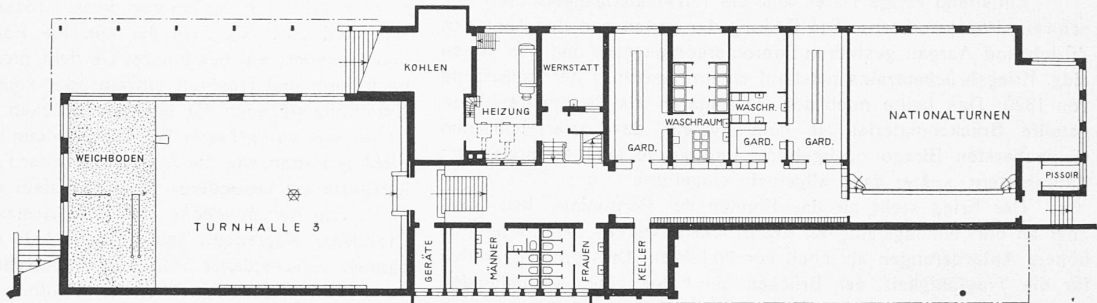 KOHLEN
HEIZUNG
WERKSTATT
GARD.
WASCHRAUM
WASCHR.
GARD.
GARD.
NATIONALTURNEN
PISSOIR
WEICHBODEN
TURNHALLE 3
GERÄTE
MÄNNER
FRAUEN
KELLER